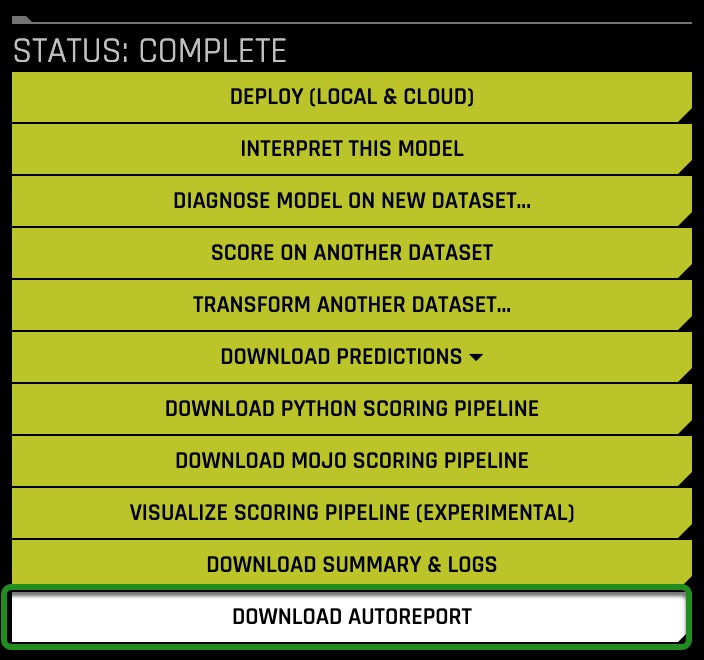 STATUS: COMPLETE
DEPLOY (LOCAL & CLOUD)
INTERPRET THIS MODEL
DIAGNOSE MODEL ON NEW DATASET...
SCORE ON ANOTHER DATASET
TRANSFORM ANOTHER DATASET...
DOWNLOAD PREDICTIONS
DOWNLOAD PYTHON SCORING PIPELINE
DOWNLOAD MOJO SCORING PIPELINE
VISUALIZE SCORING PIPELINE (EXPERIMENTAL)
DOWNLOAD SUMMARY & LOGS
DOWNLOAD AUTOREPORT